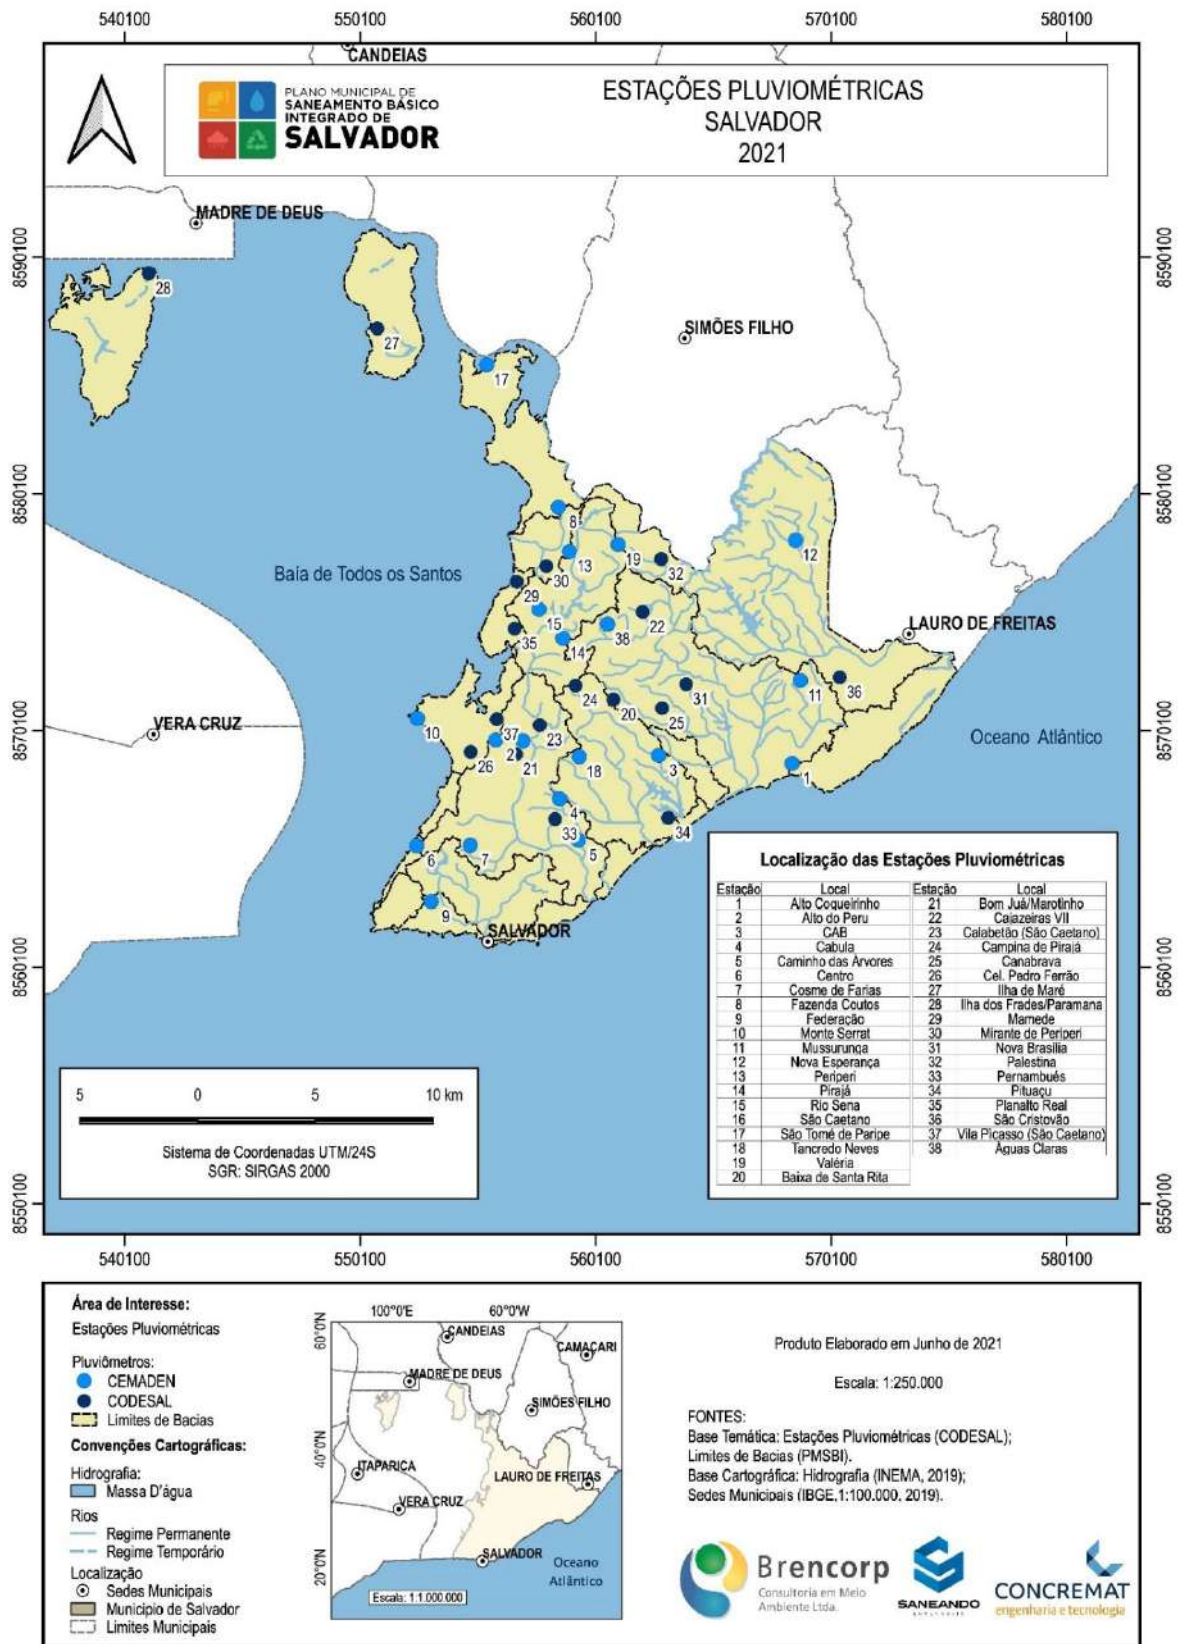 540100 550100 560100 570100 580100
CANDEIAS
PLANO MUNICIPAL DE
SANEAMENTO BÁSICO
INTEGRADO DE
SALVADOR
ESTAÇÕES PLUVIOMÉTRICAS
SALVADOR
2021
MADRE DE DEUS
8590100
8590100
28
27
SIMÕES FILHO
17
8580100
8580100
8
12
13
19
32
30
Baía de Todos os Santos
29
15
38
22
LAURO DE FREITAS
35
14
11
36
24
31
20
25
VERA CRUZ
8570100
8570100
10
37
23
Oceano Atlântico
2
26
21
18
3
1
4
33
34
6
7
5
9
SALVADOR
8560100
8560100
Localização das Estações Pluviométricas
Estação Local Estação Local
1 Alto Coqueirinho 21 Bom Juá/Marotinho
2 Alto do Peru 22 Cajazeiras VII
3 CAB 23 Calabetão (São Caetano)
4 Cabula 24 Campina de Pirajá
5 Caminho das Árvores 25 Canabrava
6 Centro 26 Cel. Pedro Ferrão
7 Cosme de Farias 27 Ilha de Maré
8 Fazenda Coutos 28 Ilha dos Frades/Paramana
9 Federação 29 Mamede
10 Monte Serrat 30 Mirante de Periperi
11 Mussurunga 31 Nova Brasília
12 Nova Esperança 32 Palestina
13 Periperi 33 Pernambués
14 Pirajá 34 Pituaçu
15 Rio Sena 35 Planalto Real
16 São Caetano 36 São Cristovão
17 São Tomé de Paripe 37 Vila Picasso (São Caetano)
18 Tancredo Neves 38 Águas Claras
19 Valéria
20 Baixa de Santa Rita
5 0 5 10 km
Sistema de Coordenadas UTM/24S
SGR: SIRGAS 2000
8550100
8550100
540100 550100 560100 570100 580100
Área de Interesse:
Estações Pluviométricas
Pluviômetros:
CEMADEN
CODESAL
Limites de Bacias
Convenções Cartográficas:
Hidrografia:
Massa D'água
Rios
Regime Permanente
Regime Temporário
Localização
Sedes Municipais
Municipio de Salvador
Limites Municipais
100°0'E 60°0'W
60°0'N
40°0'N
20°0'N
CANDEIAS
CAMAÇARI
MADRE DE DEUS
SIMÕES FILHO
ITAPARICA
LAURO DE FREITAS
VERA CRUZ
SALVADOR
Oceano
Atlântico
Escala: 1:1.000.000
Produto Elaborado em Junho de 2021
Escala: 1:250.000
FONTES:
Base Temática: Estações Pluviométricas (CODESAL);
Limites de Bacias (PMSBI).
Base Cartográfica: Hidrografia (INEMA, 2019);
Sedes Municipais (IBGE,1:100.000, 2019).
Brencorp
Consultoria em Meio
Ambiente Ltda.
SANEANDO
CONCREMAT
engenharia e tecnologia